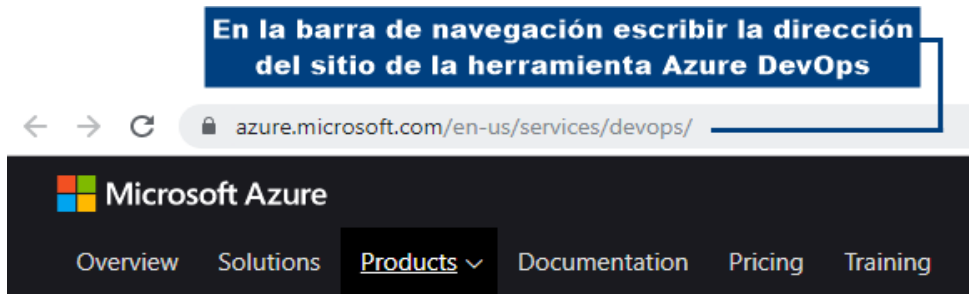 En la barra de navegación escribir la dirección
del sitio de la herramienta Azure DevOps
azure.microsoft.com/en-us/services/devops/
Microsoft Azure
Overview Solutions Products Documentation Pricing Training